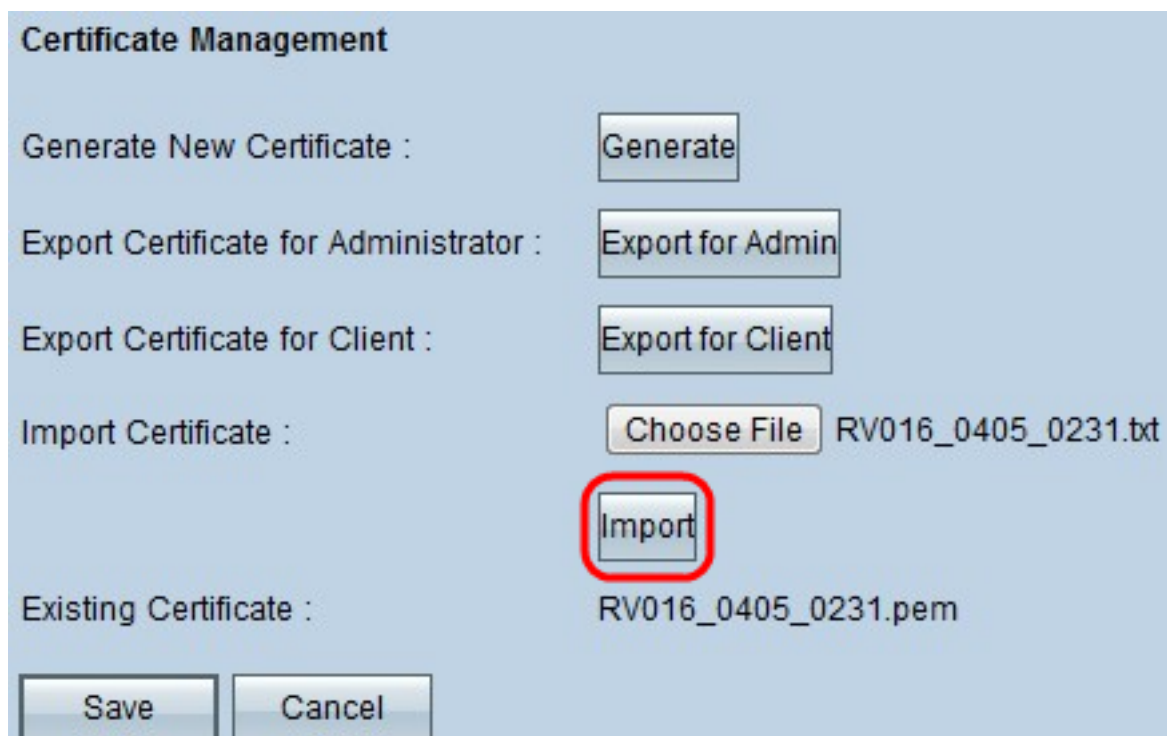 Certificate Management
Generate New Certificate : Generate
Export Certificate for Administrator : Export for Admin
Export Certificate for Client : Export for Client
Import Certificate : Choose File RV016_0405_0231.txt
Import
Existing Certificate : RV016_0405_0231.pem
Save Cancel